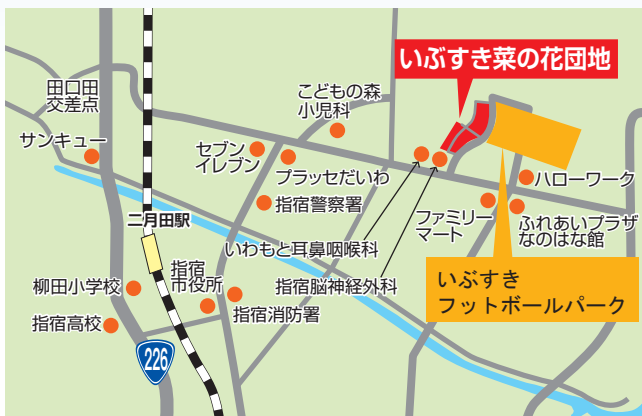 いぶすき菜の花団地
田口田
交差点
こどもの森
小児科
サンキュー
セブン
イレブン
プラッセだいわ
ハローワーク
指宿警察署
ファミリー
マート
ふれあいプラザ
なのはな館
二月田駅
いわもと耳鼻咽喉科
指宿
市役所
指宿脳神経外科
いぶすき
フットボールパーク
柳田小学校
指宿消防署
指宿高校
226